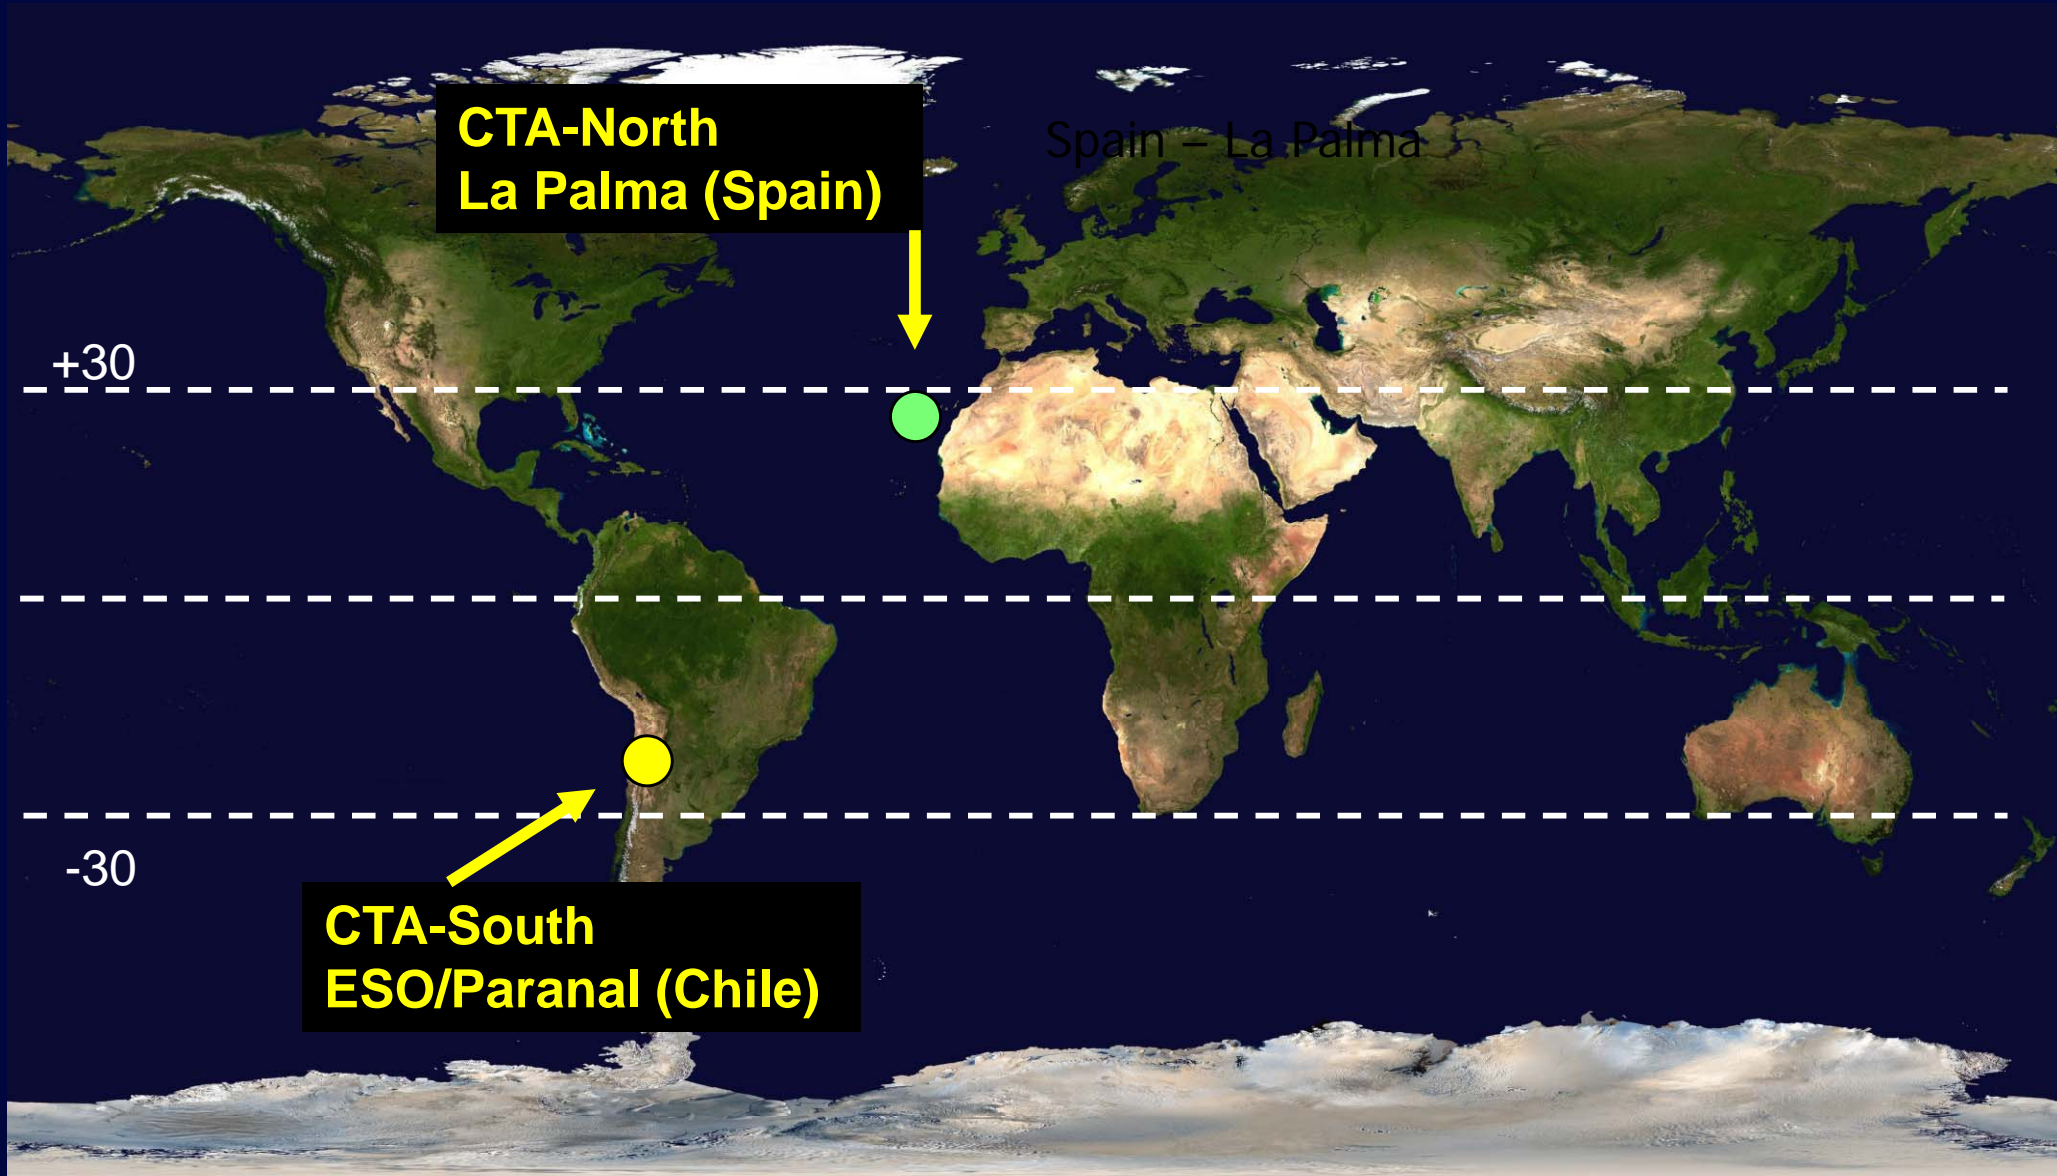 CTA-North
La Palma (Spain)
Spain – La Palma
+30
-30
CTA-South
ESO/Paranal (Chile)